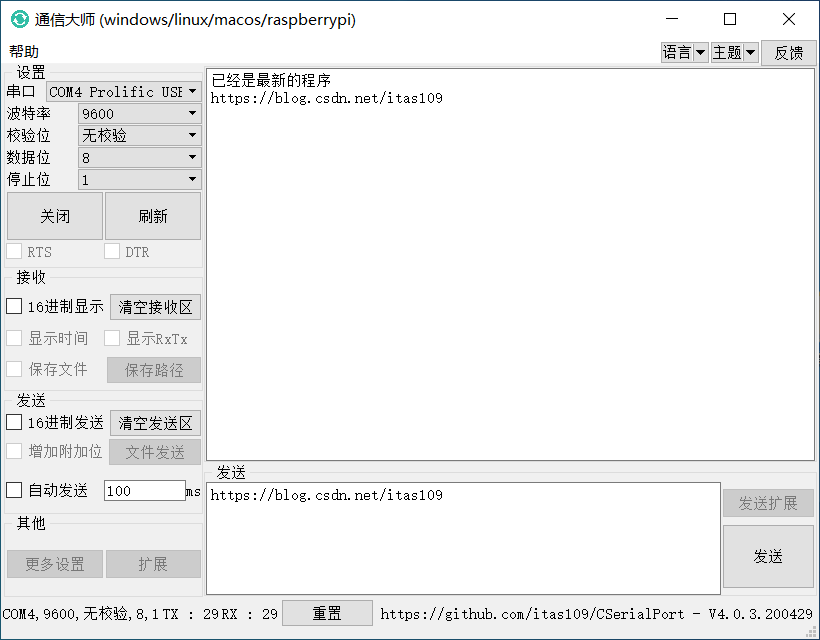 通信大师 (windows/linux/macos/raspberrypi)
帮助
语言
主题
反馈
设置
串口 COM4 Prolific USB
波特率 9600
校验位 无校验
数据位 8
停止位 1
关闭 刷新
RTS DTR
接收
16进制显示 清空接收区
显示时间 显示RxTx
保存文件 保存路径
发送
16进制发送 清空发送区
增加附加位 文件发送
自动发送 100 ms
其他
更多设置 扩展
已经是最新的程序
https://blog.csdn.net/itas109
发送
https://blog.csdn.net/itas109
发送扩展
发送
COM4,9600,无校验,8,1 TX : 29 RX : 29 重置 https://github.com/itas109/CSerialPort - V4.0.3.200429